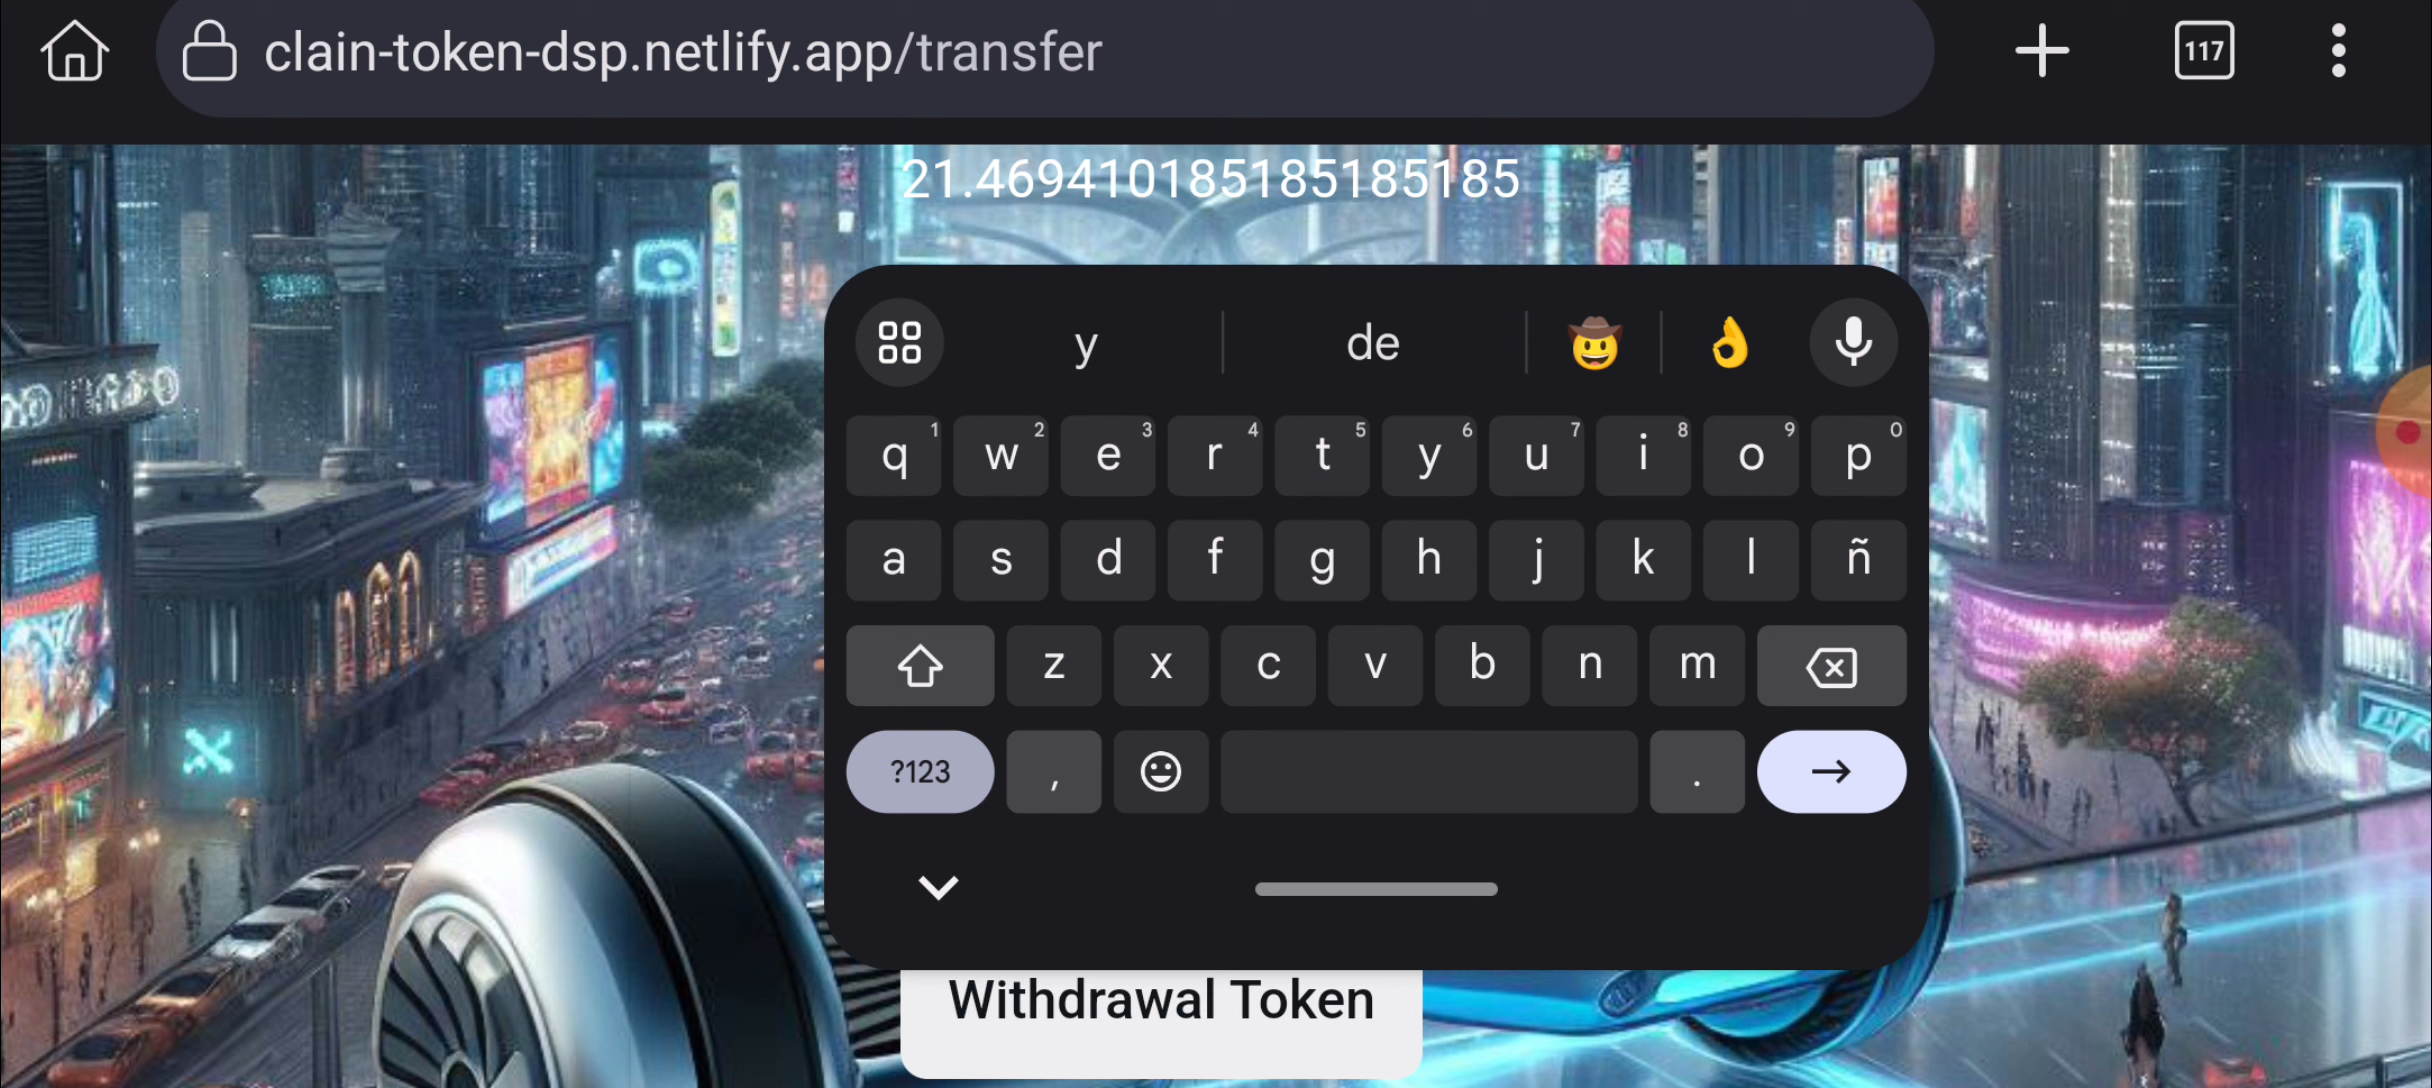 clain-token-dsp.netlify.app/transfer
117
21.469410185185185185
y de 🤠 👌
q 1 w 2 e 3 r 4 t 5 y 6 u 7 i 8 o 9 p 0
a s d f g h j k l ñ
z x c v b n m
?123 , .
Withdrawal Token